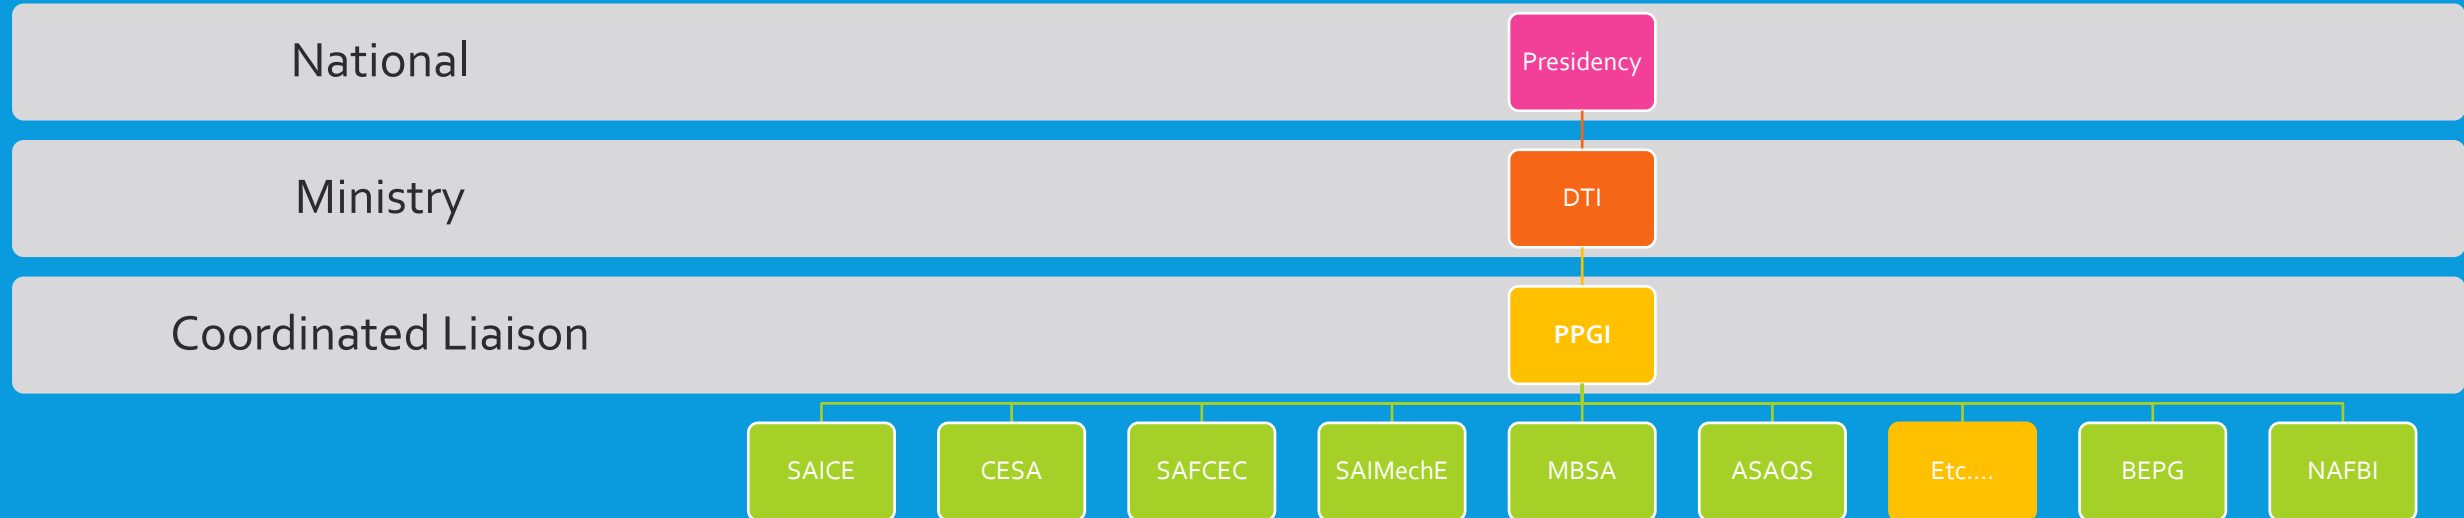 National
Presidency
Ministry
DTI
Coordinated Liaison
PPGI
SAICE
CESA
SAFCEC
SAIMechE
MBSA
ASAQS
Etc....
BEPG
NAFBI